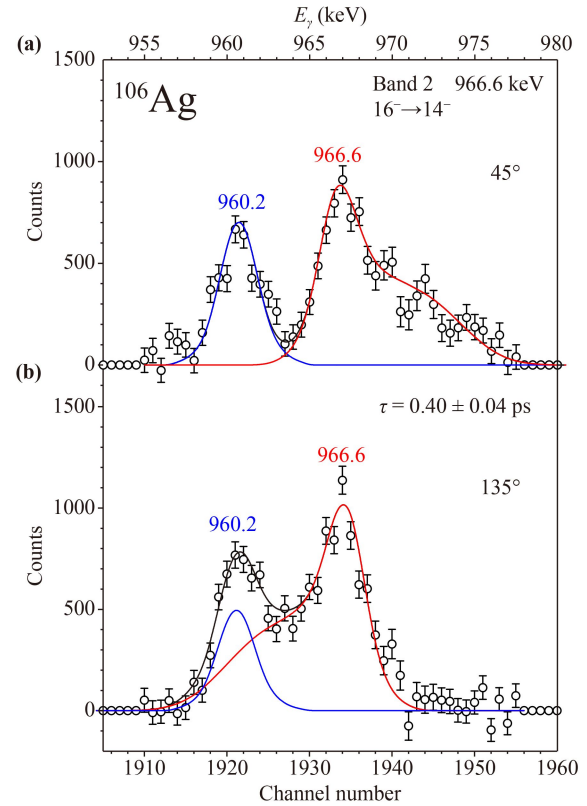 E_γ (keV)
955 960 965 970 975 980
(a)
1500
¹⁰⁶Ag
Band 2 966.6 keV
16⁻→14⁻
966.6
45°
1000
960.2
Counts
500
0
(b)
1500
τ = 0.40 ± 0.04 ps
966.6
135°
1000
960.2
Counts
500
0
1910 1920 1930 1940 1950 1960
Channel number